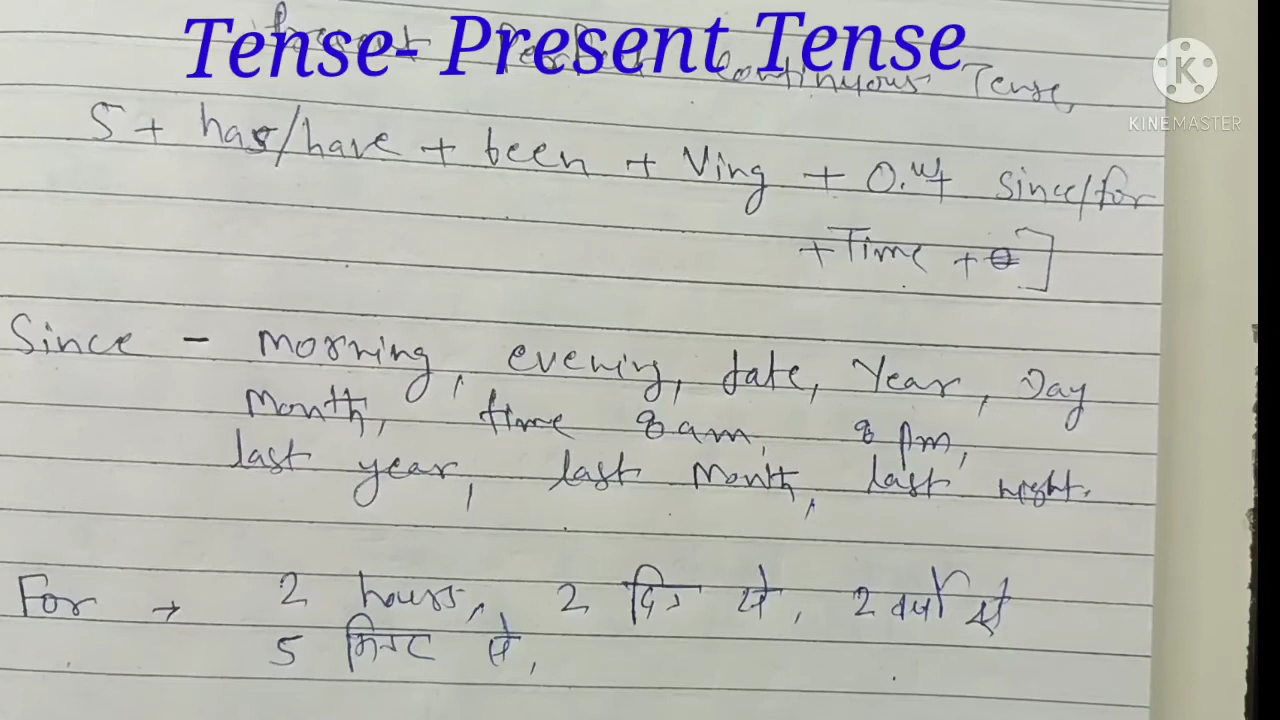 Tense- Present Tense
Present Perfect Continuous Tense,
KINEMASTER
S + has/have + been + Ving + O.W+ since/for
+ Time + 
Since - Morning, evening, date, Year, Day
Month, time 8 am, 8 pm,
last year, last Month, last night.
For → 2 hours, 2 दिन से, 2 वर्षो से
5 मिनट से,